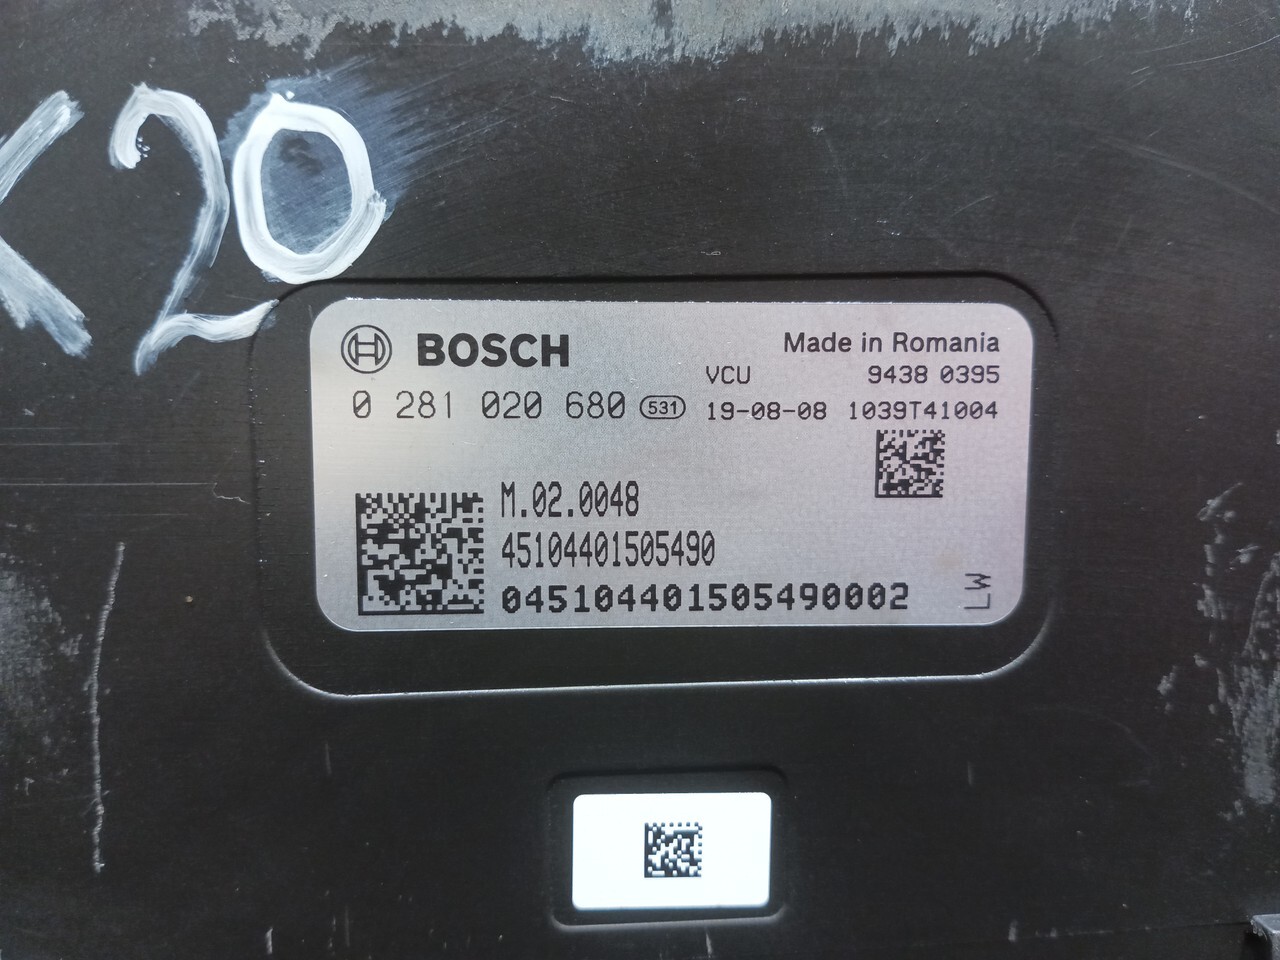 <20
BOSCH
Made in Romania
VCU 9438 0395
0 281 020 680 531 19-08-08 1039T41004
M.02.0048
45104401505490
045104401505490002
LW